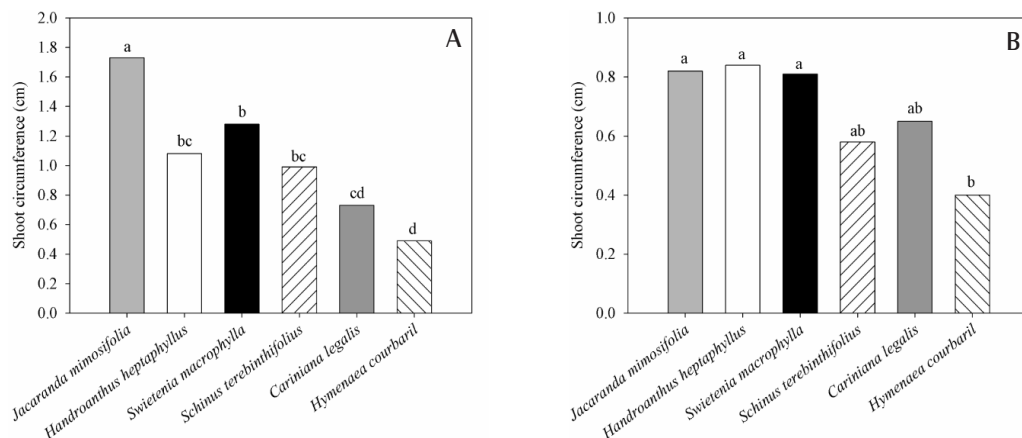 A
Shoot circumference (cm)
2.0
1.8
1.6
1.4
1.2
1.0
0.8
0.6
0.4
0.2
0.0
a
bc
b
bc
cd
d
Jacaranda mimosifolia
Handroanthus heptaphyllus
Swietenia macrophylla
Schinus terebinthifolius
Cariniana legalis
Hymenaea courbaril
B
Shoot circumference (cm)
1.0
0.8
0.6
0.4
0.2
0.0
a
a
a
ab
ab
b
Jacaranda mimosifolia
Handroanthus heptaphyllus
Swietenia macrophylla
Schinus terebinthifolius
Cariniana legalis
Hymenaea courbaril